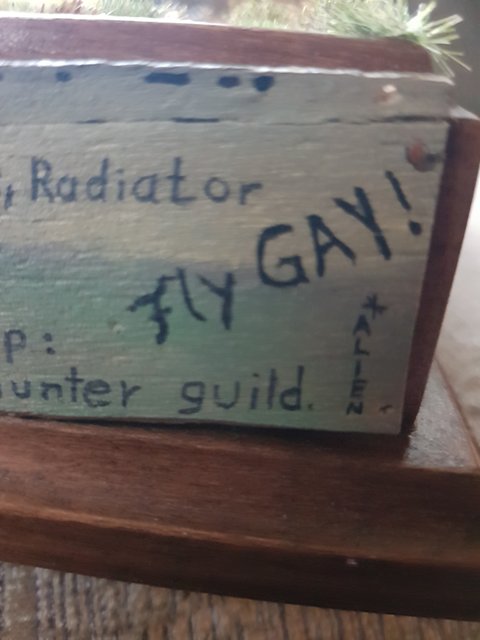 Radiator
fly GAY!
p:
unter guild.
*ALIEN